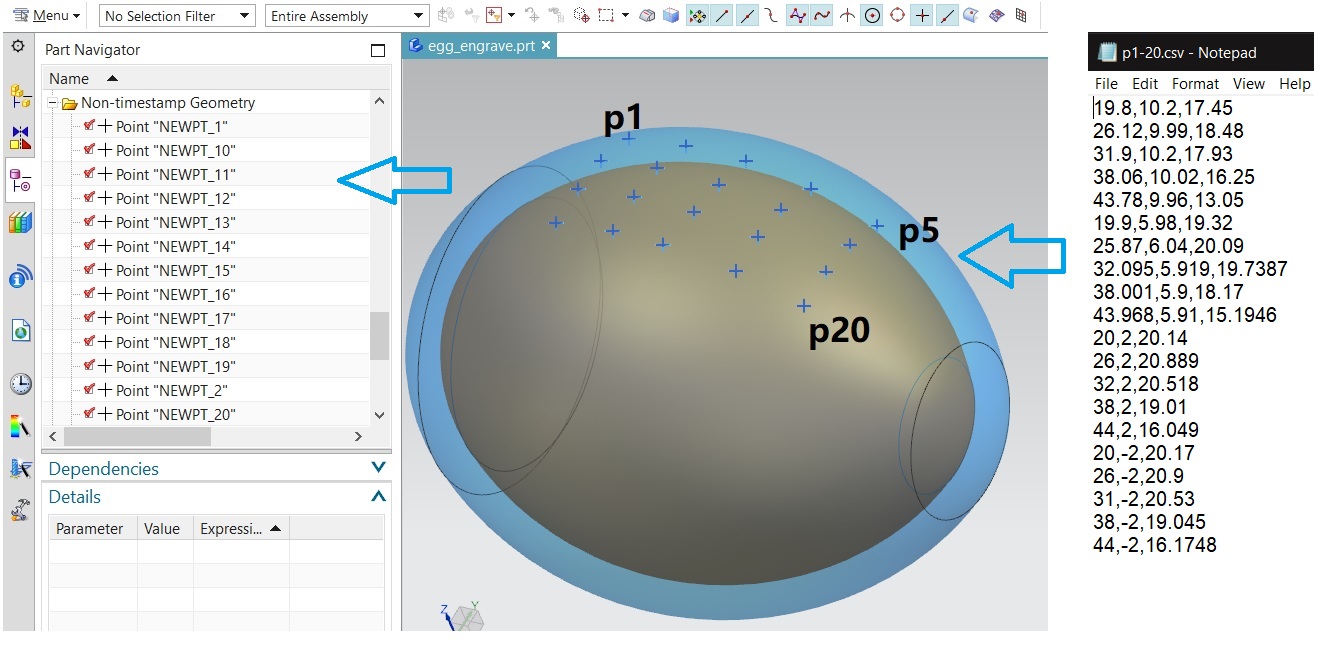 Menu
No Selection Filter
Entire Assembly
Part Navigator
Name
Non-timestamp Geometry
Point "NEWPT_1"
Point "NEWPT_10"
Point "NEWPT_11"
Point "NEWPT_12"
Point "NEWPT_13"
Point "NEWPT_14"
Point "NEWPT_15"
Point "NEWPT_16"
Point "NEWPT_17"
Point "NEWPT_18"
Point "NEWPT_19"
Point "NEWPT_2"
Point "NEWPT_20"
Dependencies
Details
Parameter Value Expressi...
egg_engrave.prt
p1
p5
p20
Z Y
p1-20.csv - Notepad
File Edit Format View Help
19.8,10.2,17.45
26.12,9.99,18.48
31.9,10.2,17.93
38.06,10.02,16.25
43.78,9.96,13.05
19.9,5.98,19.32
25.87,6.04,20.09
32.095,5.919,19.7387
38.001,5.9,18.17
43.968,5.91,15.1946
20,2,20.14
26,2,20.889
32,2,20.518
38,2,19.01
44,2,16.049
20,-2,20.17
26,-2,20.9
31,-2,20.53
38,-2,19.045
44,-2,16.1748